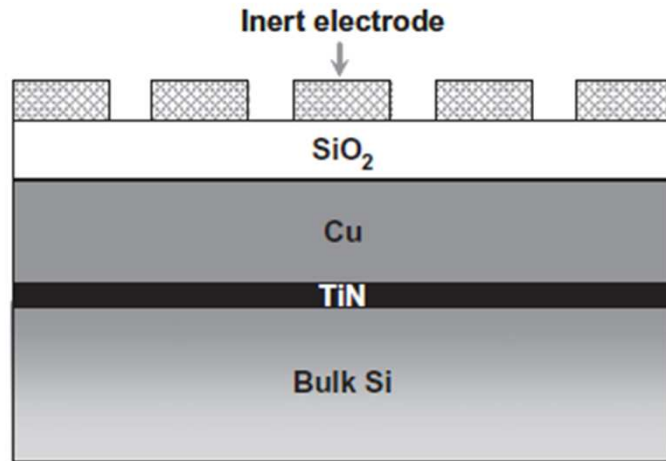 Inert electrode
SiO₂
Cu
TiN
Bulk Si